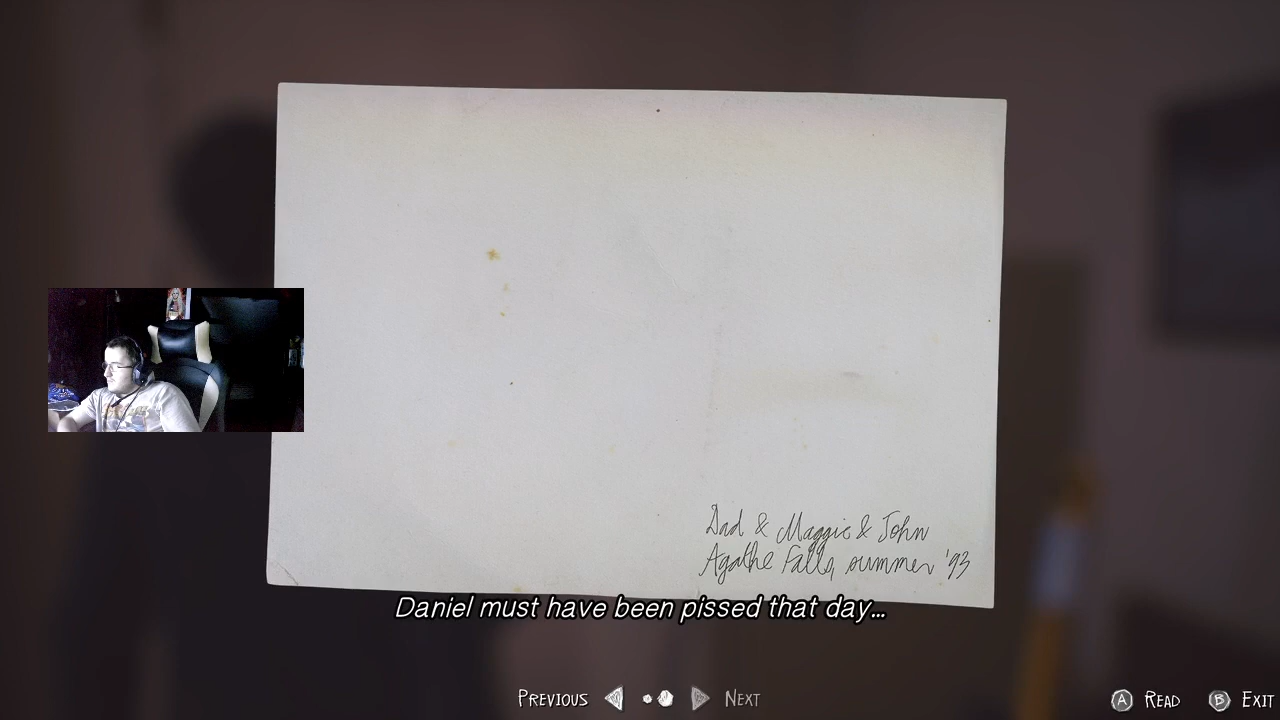 Dad & Maggie & John
Agathe Falls, summer '93
Daniel must have been pissed that day...
PREVIOUS NEXT
A READ B EXIT